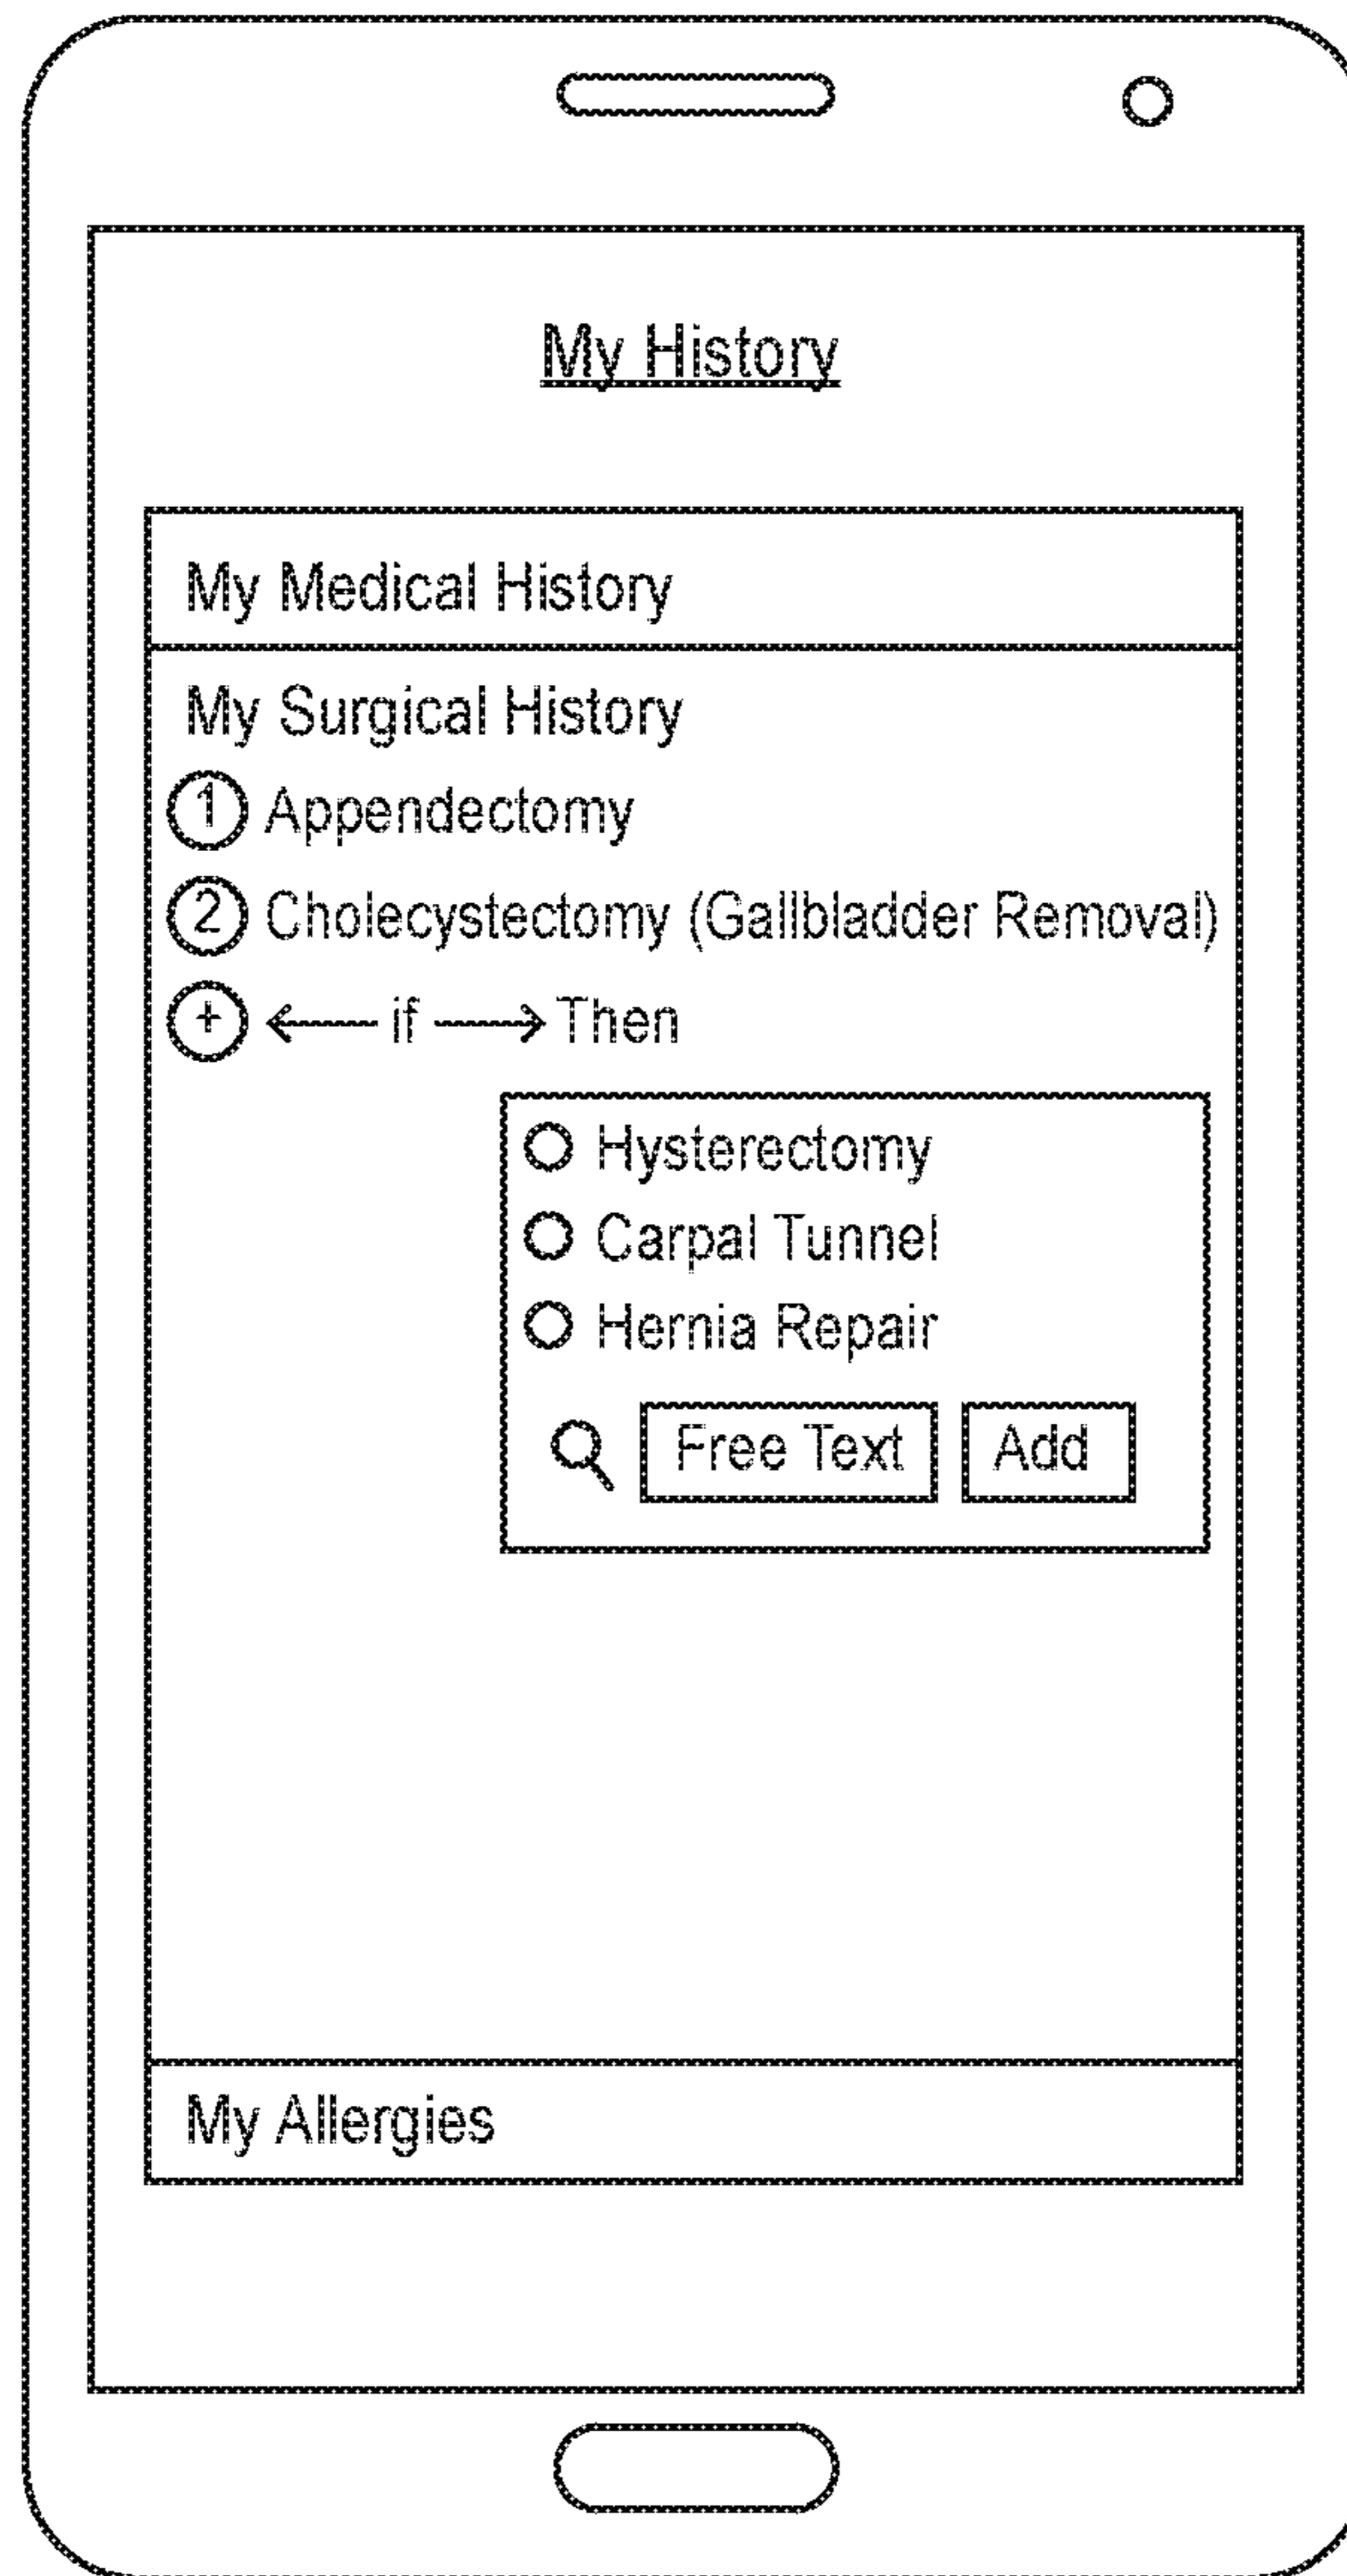 My History
My Medical History
My Surgical History
1 Appendectomy
2 Cholecystectomy (Gallbladder Removal)
+ ← if → Then
Hysterectomy
Carpal Tunnel
Hernia Repair
Free Text Add
My Allergies